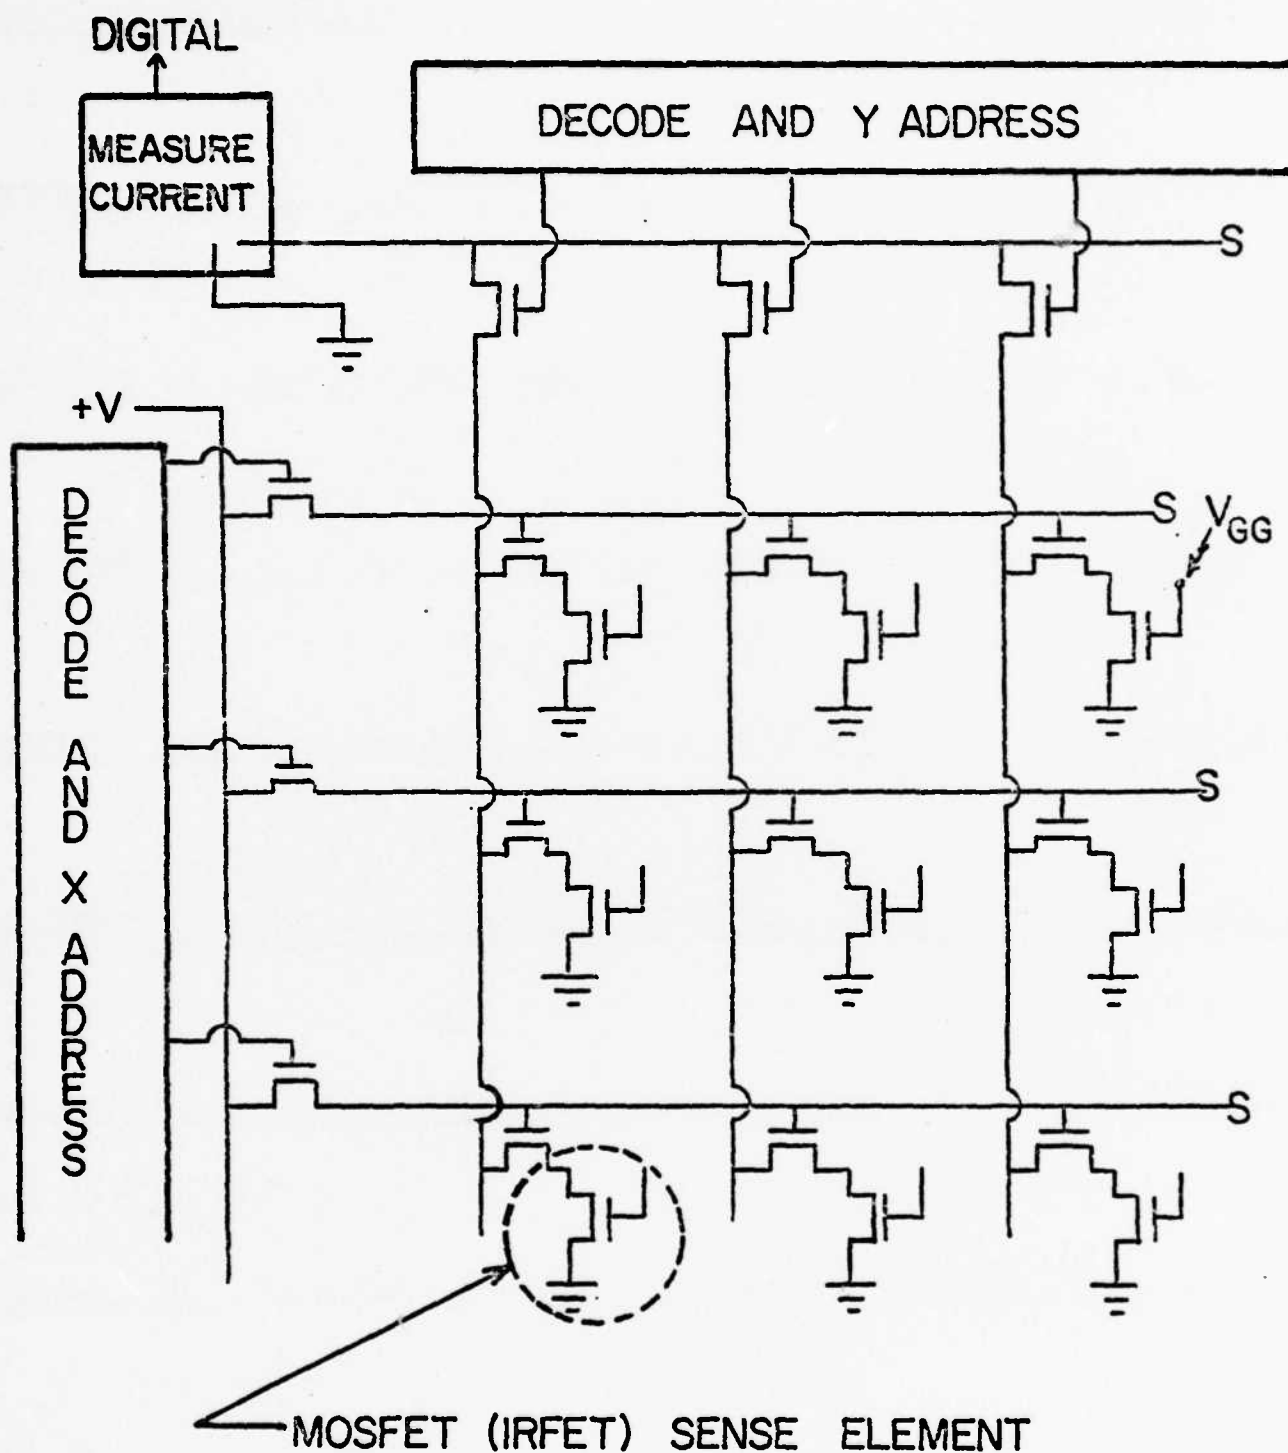 DIGITAL
MEASURE
CURRENT
DECODE AND Y ADDRESS
S
+V
DECODE AND X ADDRESS
S
VGG
S
S
MOSFET (IRFET) SENSE ELEMENT